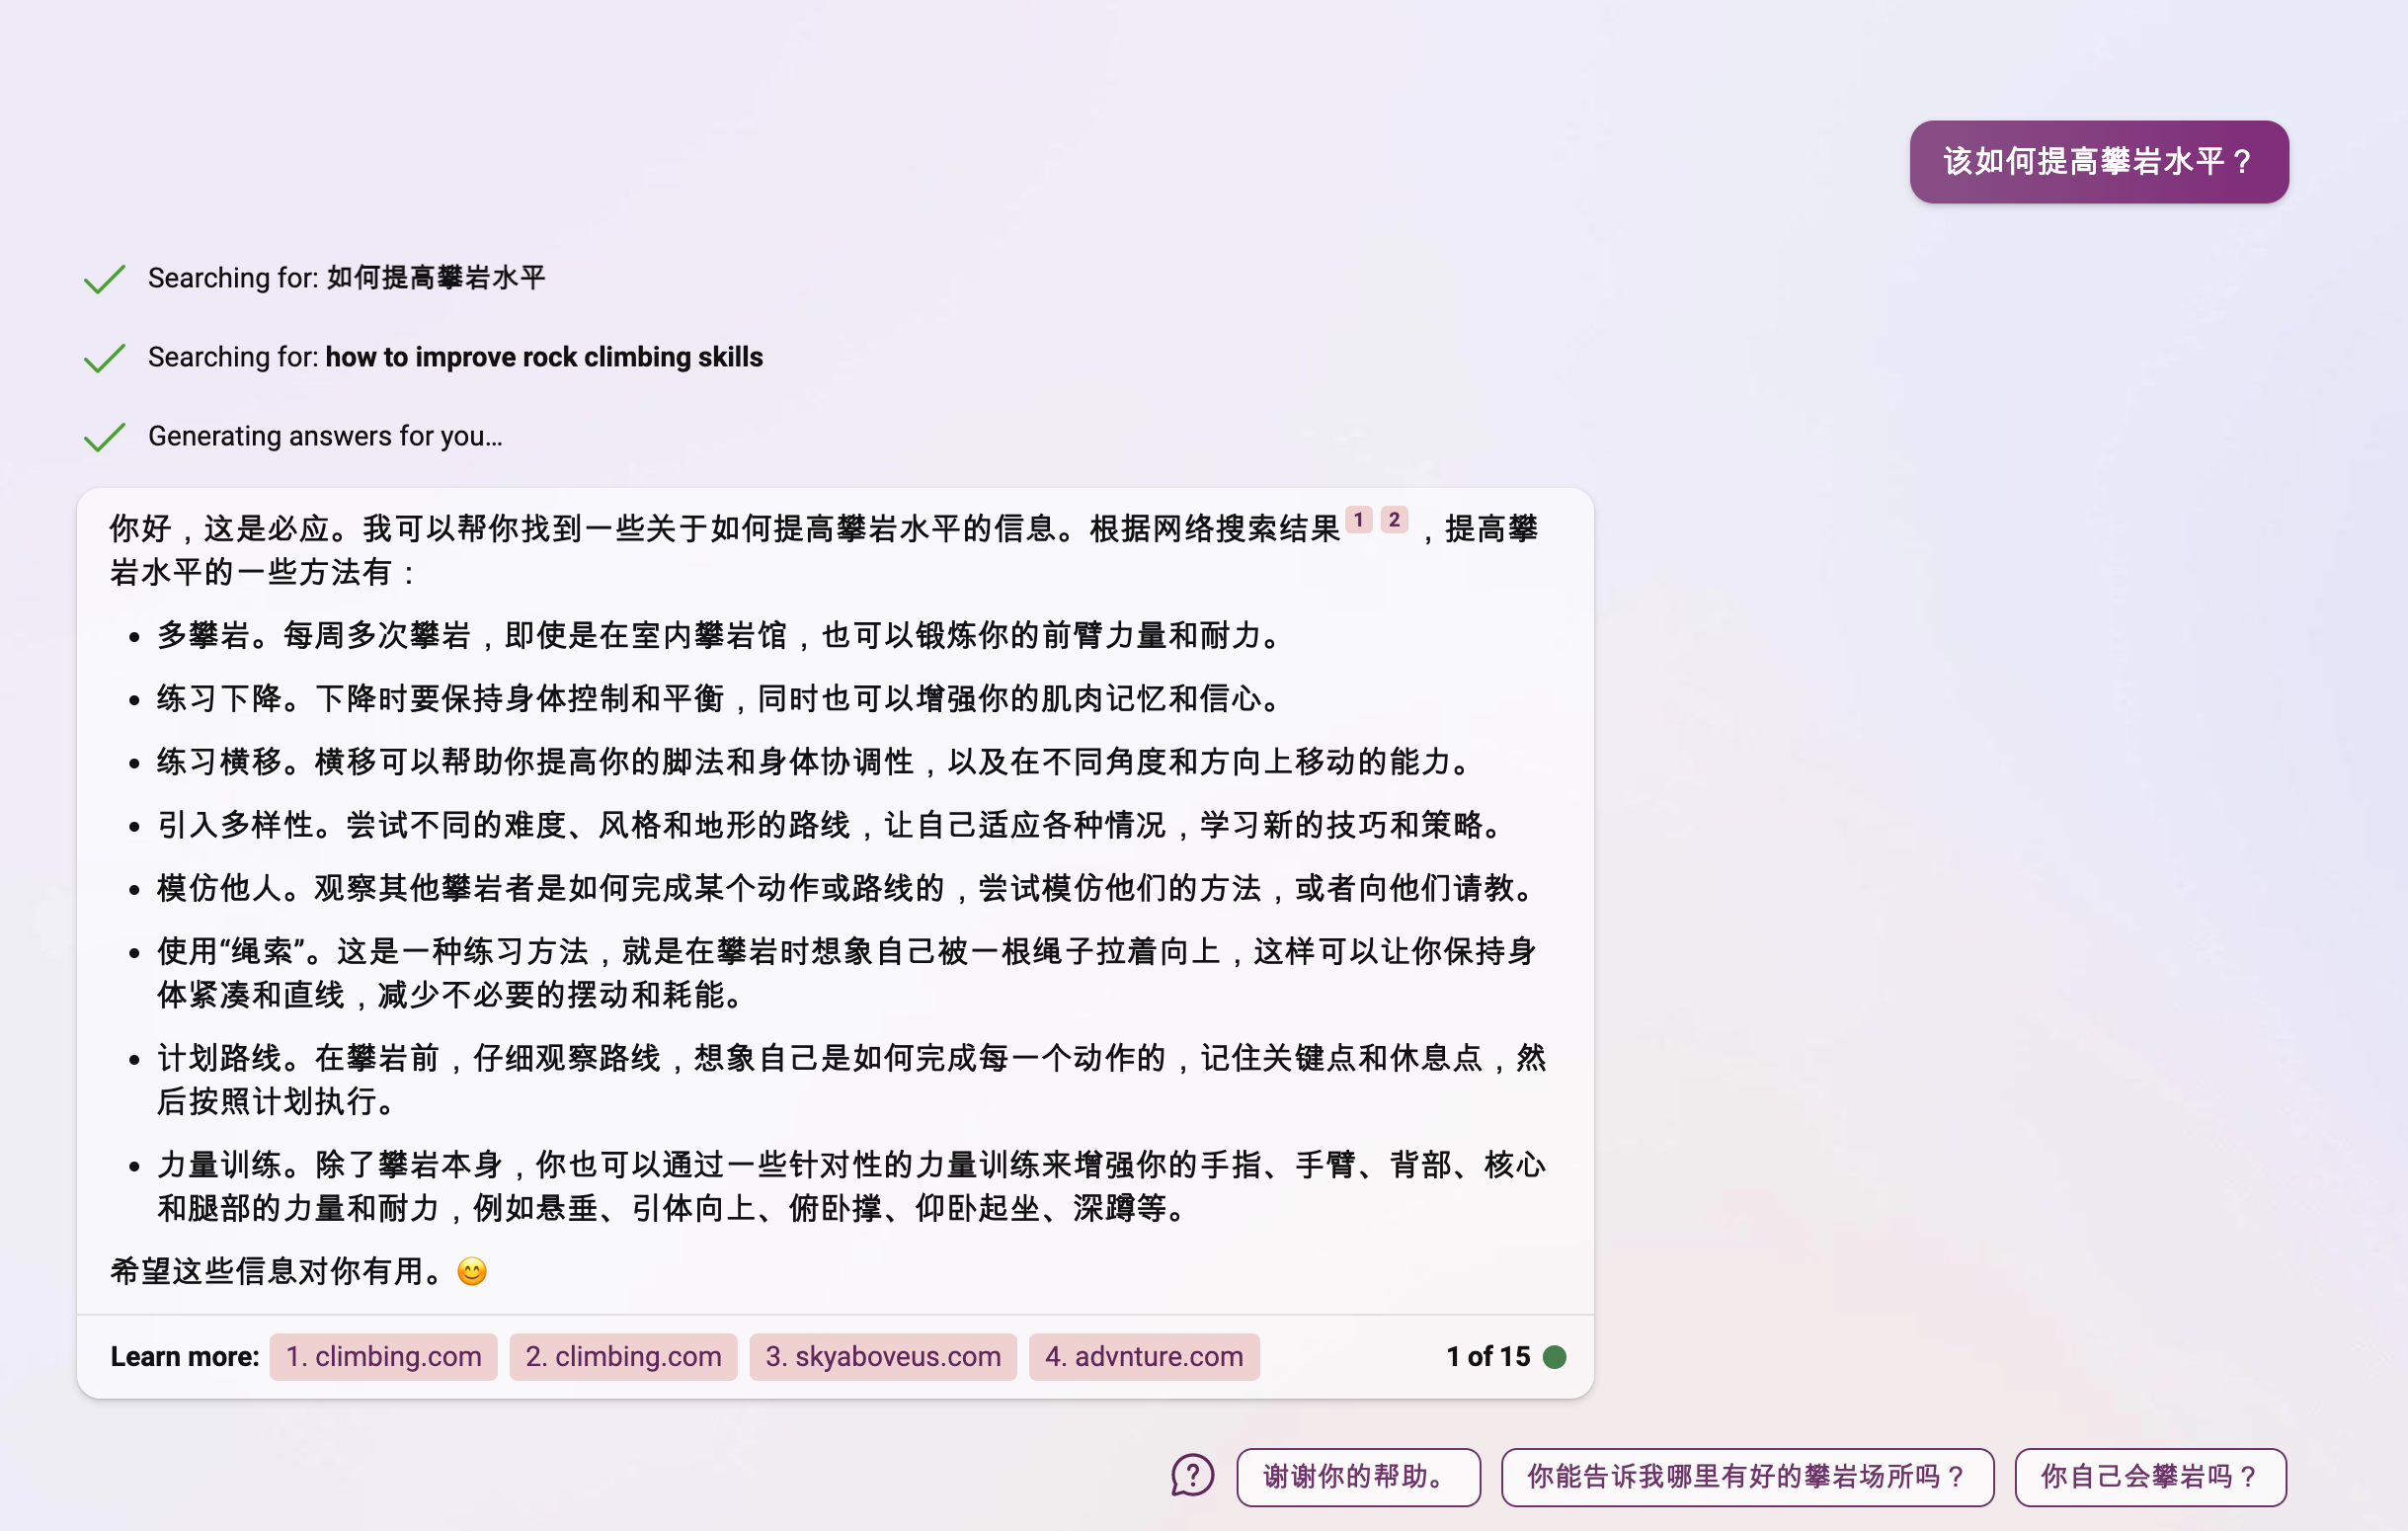 该如何提高攀岩水平？
Searching for: 如何提高攀岩水平
Searching for: how to improve rock climbing skills
Generating answers for you…
你好，这是必应。我可以帮你找到一些关于如何提高攀岩水平的信息。根据网络搜索结果 1 2 ，提高攀
岩水平的一些方法有：
• 多攀岩。每周多次攀岩，即使是在室内攀岩馆，也可以锻炼你的前臂力量和耐力。
• 练习下降。下降时要保持身体控制和平衡，同时也可以增强你的肌肉记忆和信心。
• 练习横移。横移可以帮助你提高你的脚法和身体协调性，以及在不同角度和方向上移动的能力。
• 引入多样性。尝试不同的难度、风格和地形的路线，让自己适应各种情况，学习新的技巧和策略。
• 模仿他人。观察其他攀岩者是如何完成某个动作或路线的，尝试模仿他们的方法，或者向他们请教。
• 使用“绳索”。这是一种练习方法，就是在攀岩时想象自己被一根绳子拉着向上，这样可以让你保持身
体紧凑和直线，减少不必要的摆动和耗能。
• 计划路线。在攀岩前，仔细观察路线，想象自己是如何完成每一个动作的，记住关键点和休息点，然
后按照计划执行。
• 力量训练。除了攀岩本身，你也可以通过一些针对性的力量训练来增强你的手指、手臂、背部、核心
和腿部的力量和耐力，例如悬垂、引体向上、俯卧撑、仰卧起坐、深蹲等。
希望这些信息对你有用。😊
Learn more: 1. climbing.com 2. climbing.com 3. skyaboveus.com 4. advnture.com 1 of 15
谢谢你的帮助。 你能告诉我哪里有好的攀岩场所吗？ 你自己会攀岩吗？